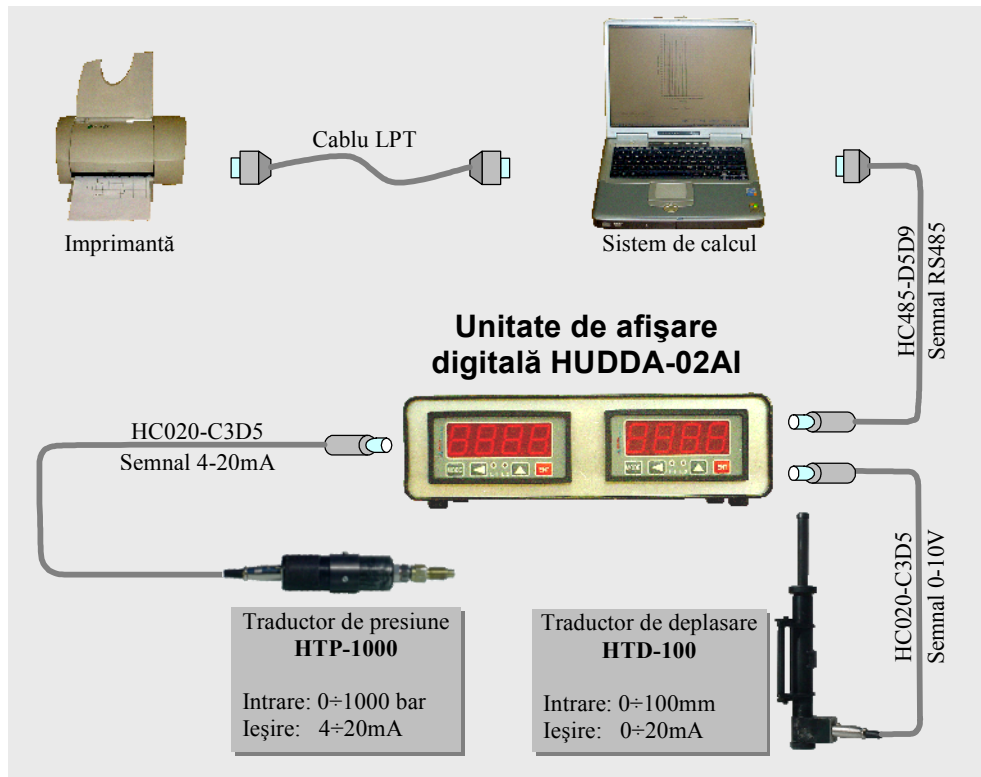 Cablu LPT
Imprimantă
Sistem de calcul
HC485-D5D9
Semnal RS485
Unitate de afişare
digitală HUDDA-02AI
HC020-C3D5
Semnal 4-20mA
HC020-C3D5
Semnal 0-10V
Traductor de presiune
HTP-1000
Intrare: 0÷1000 bar
Ieşire: 4÷20mA
Traductor de deplasare
HTD-100
Intrare: 0÷100mm
Ieşire: 0÷20mA